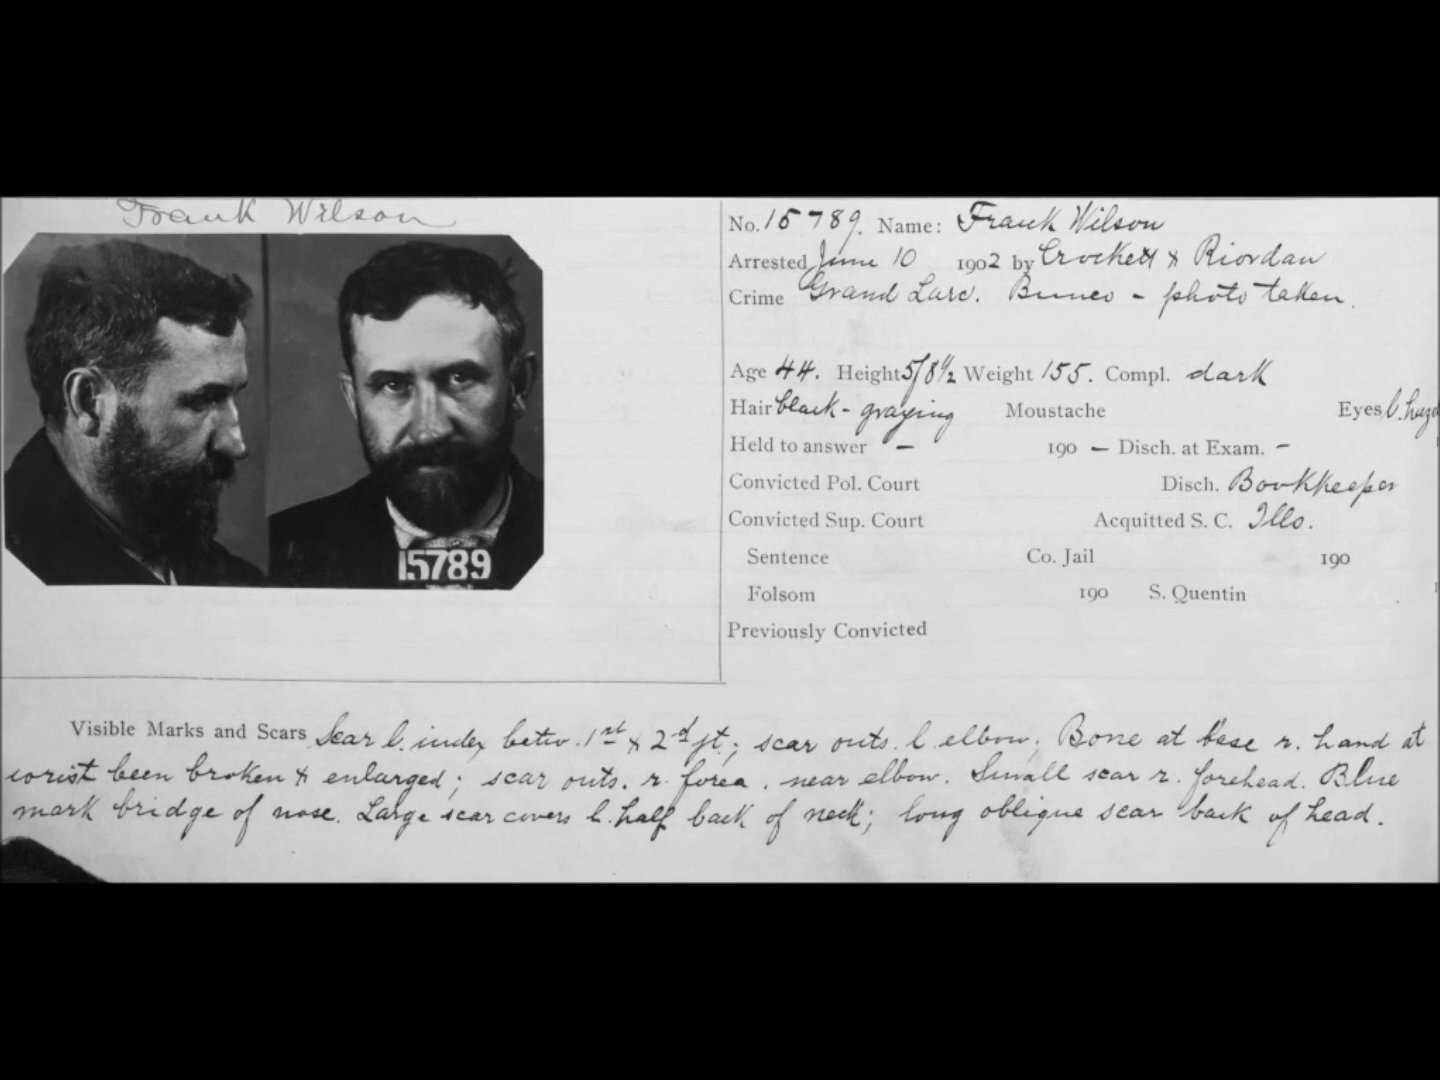 Frank Wilson
15789
No. 15789. Name: Frank Wilson
Arrested June 10 1902 by Crockett & Riordan
Crime Grand Larc. Bunco - photo taken.
Age 44. Height 5/8½ Weight 155. Compl. dark
Hair black - graying Moustache Eyes l. haz
Held to answer - 190 - Disch. at Exam. -
Convicted Pol. Court Disch. Bookkeeper
Convicted Sup. Court Acquitted S. C. Ills.
Sentence Co. Jail 190
Folsom 190 S. Quentin
Previously Convicted
Visible Marks and Scars Scar l. index betw. 1st & 2d jt.; scar outs. l elbow; Bone at base r. hand at
wrist been broken & enlarged; scar outs. r. forea. near elbow. Small scar r. forehead. Blue
mark bridge of nose. Large scar covers l. half back of neck; long oblique scar back of head.